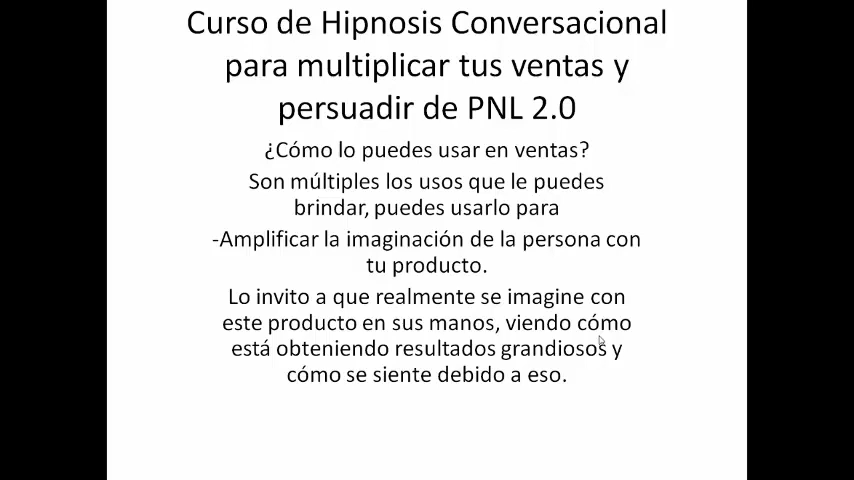 Curso de Hipnosis Conversacional
para multiplicar tus ventas y
persuadir de PNL 2.0
¿Cómo lo puedes usar en ventas?
Son múltiples los usos que le puedes
brindar, puedes usarlo para
-Amplificar la imaginación de la persona con
tu producto.
Lo invito a que realmente se imagine con
este producto en sus manos, viendo cómo
está obteniendo resultados grandiosos y
cómo se siente debido a eso.